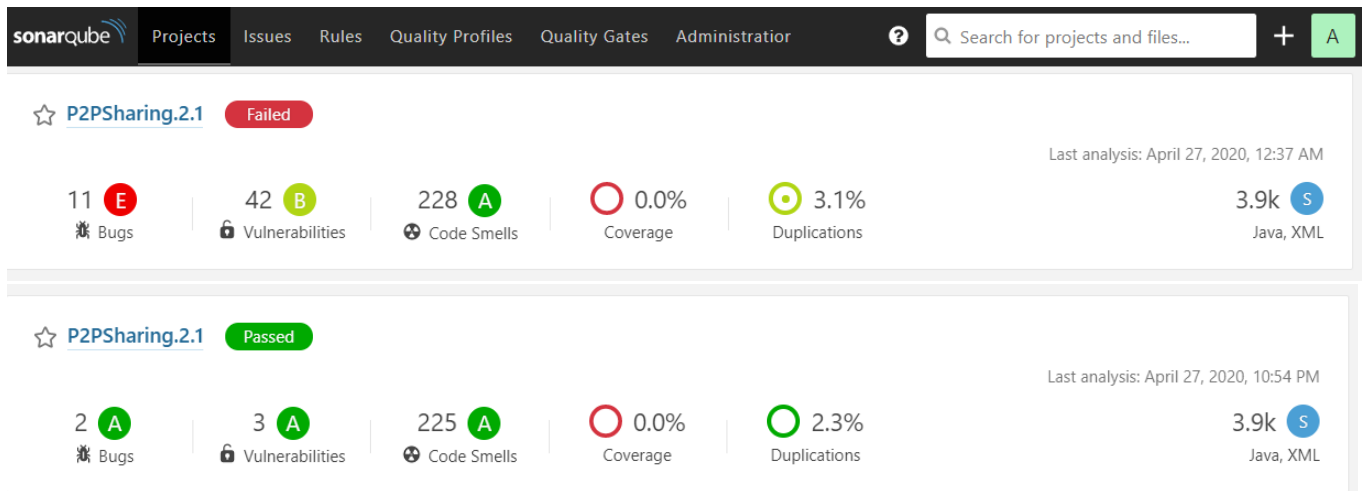 sonarqube Projects Issues Rules Quality Profiles Quality Gates Administratior ? Search for projects and files... + A
P2PSharing.2.1 Failed
Last analysis: April 27, 2020, 12:37 AM
11 E 42 B 228 A 0.0% 3.1% 3.9k S
Bugs Vulnerabilities Code Smells Coverage Duplications Java, XML
P2PSharing.2.1 Passed
Last analysis: April 27, 2020, 10:54 PM
2 A 3 A 225 A 0.0% 2.3% 3.9k S
Bugs Vulnerabilities Code Smells Coverage Duplications Java, XML